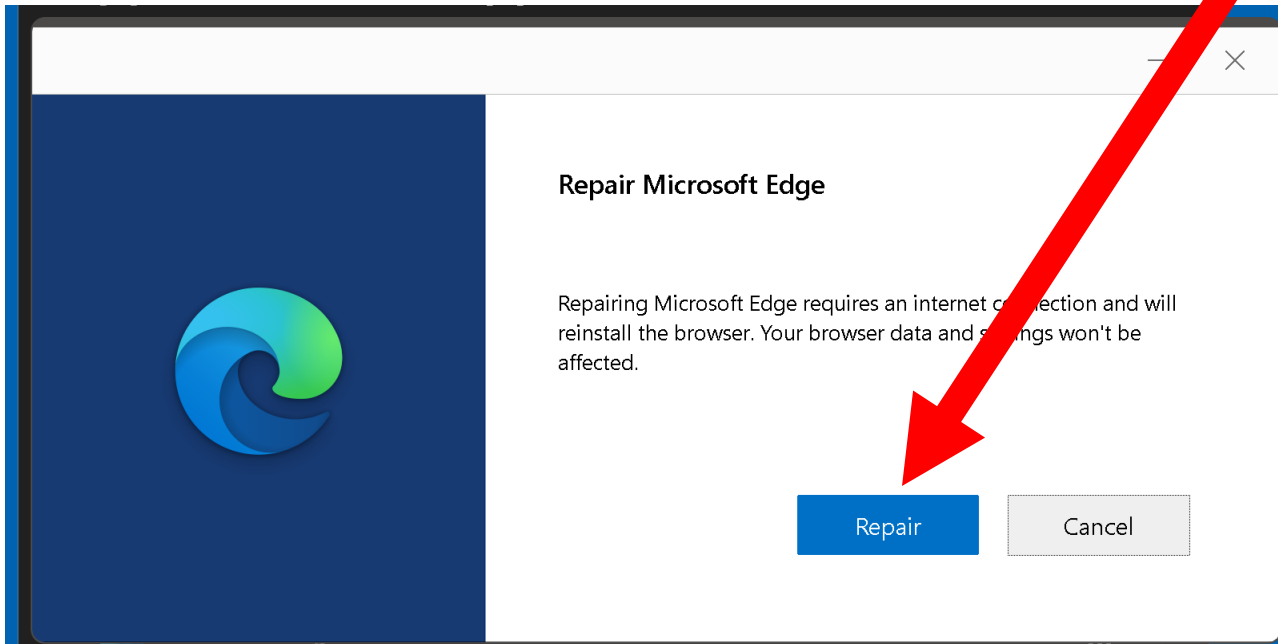 Repair Microsoft Edge
Repairing Microsoft Edge requires an internet and will
reinstall the browser. Your browser data and won't be
affected.
Repair
Cancel